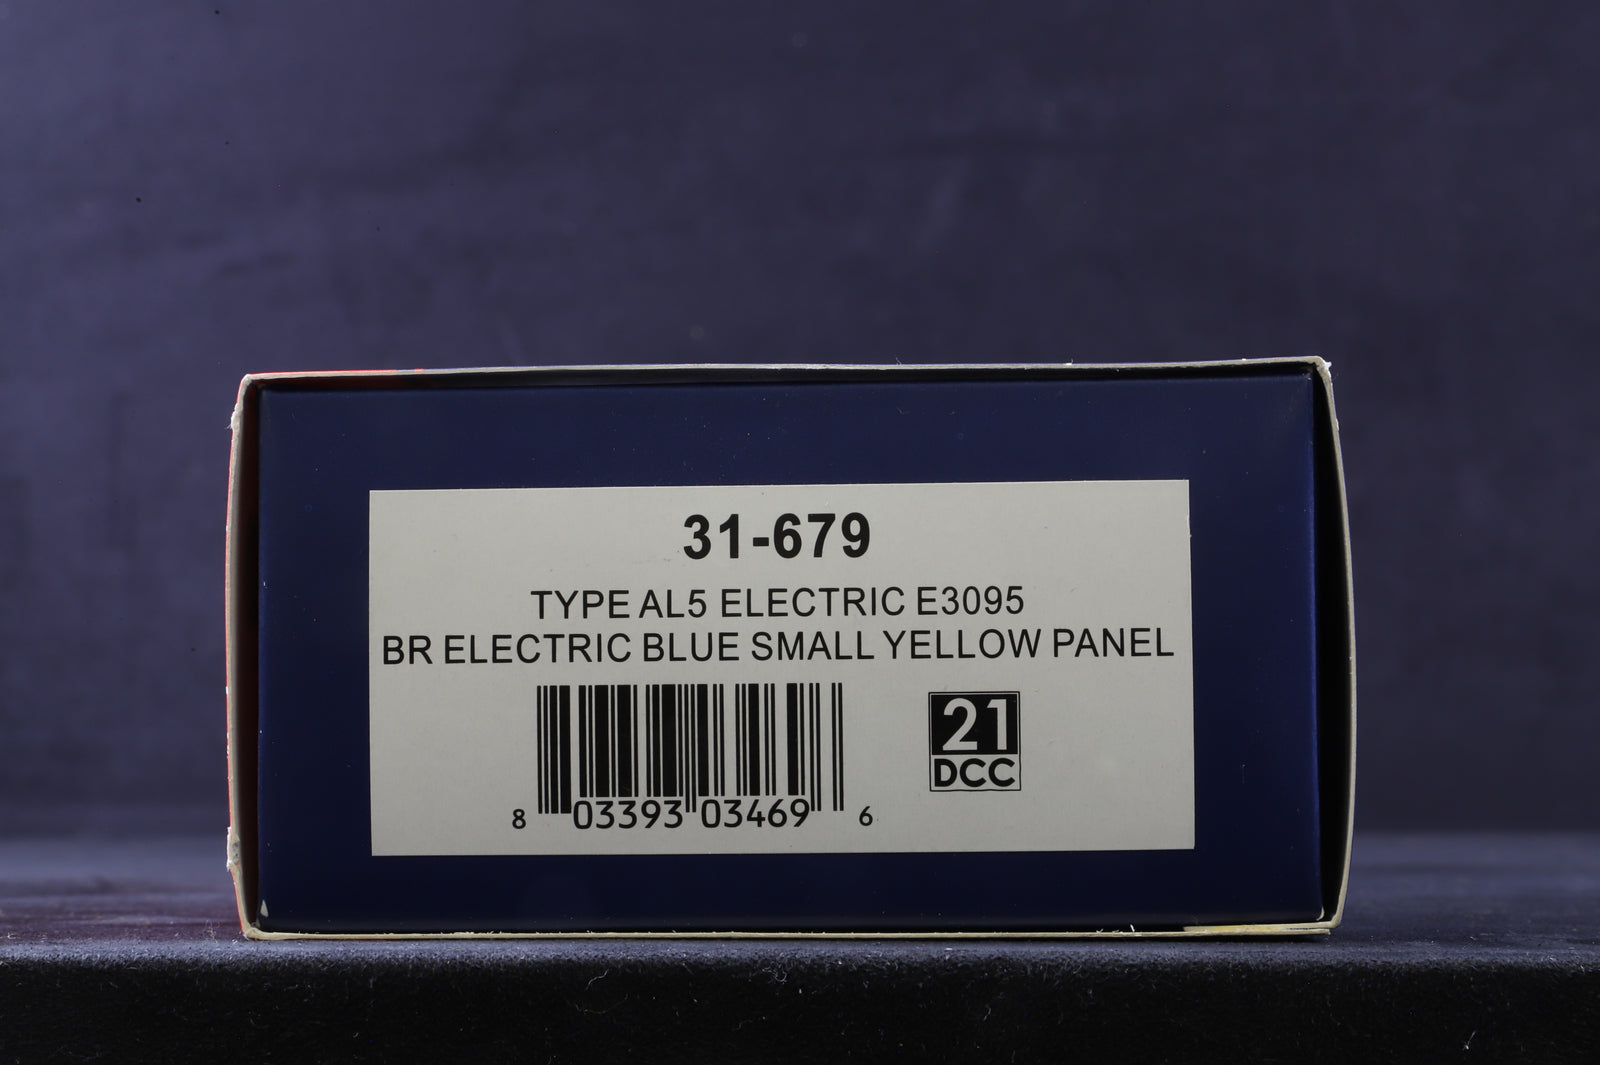 31-679
TYPE AL5 ELECTRIC E3095
BR ELECTRIC BLUE SMALL YELLOW PANEL
21
DCC
8 03393 03469 6